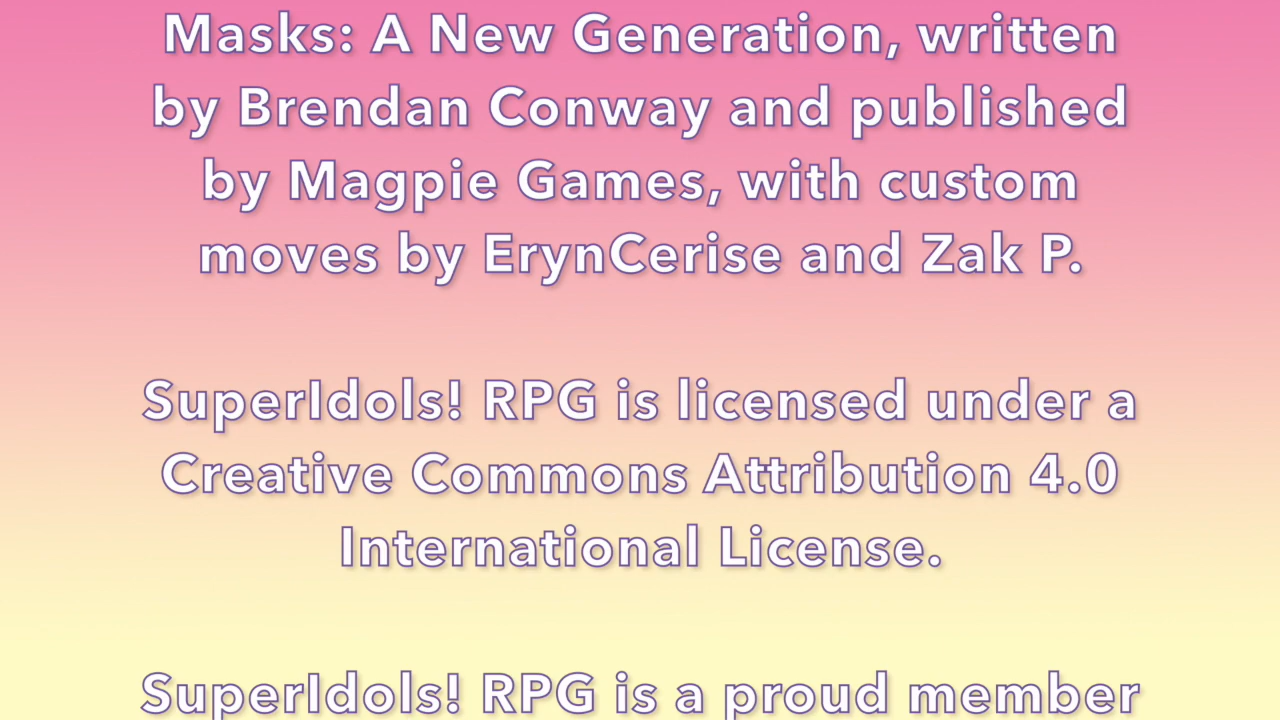 Masks: A New Generation, written
by Brendan Conway and published
by Magpie Games, with custom
moves by ErynCerise and Zak P.
SuperIdols! RPG is licensed under a
Creative Commons Attribution 4.0
International License.
SuperIdols! RPG is a proud member